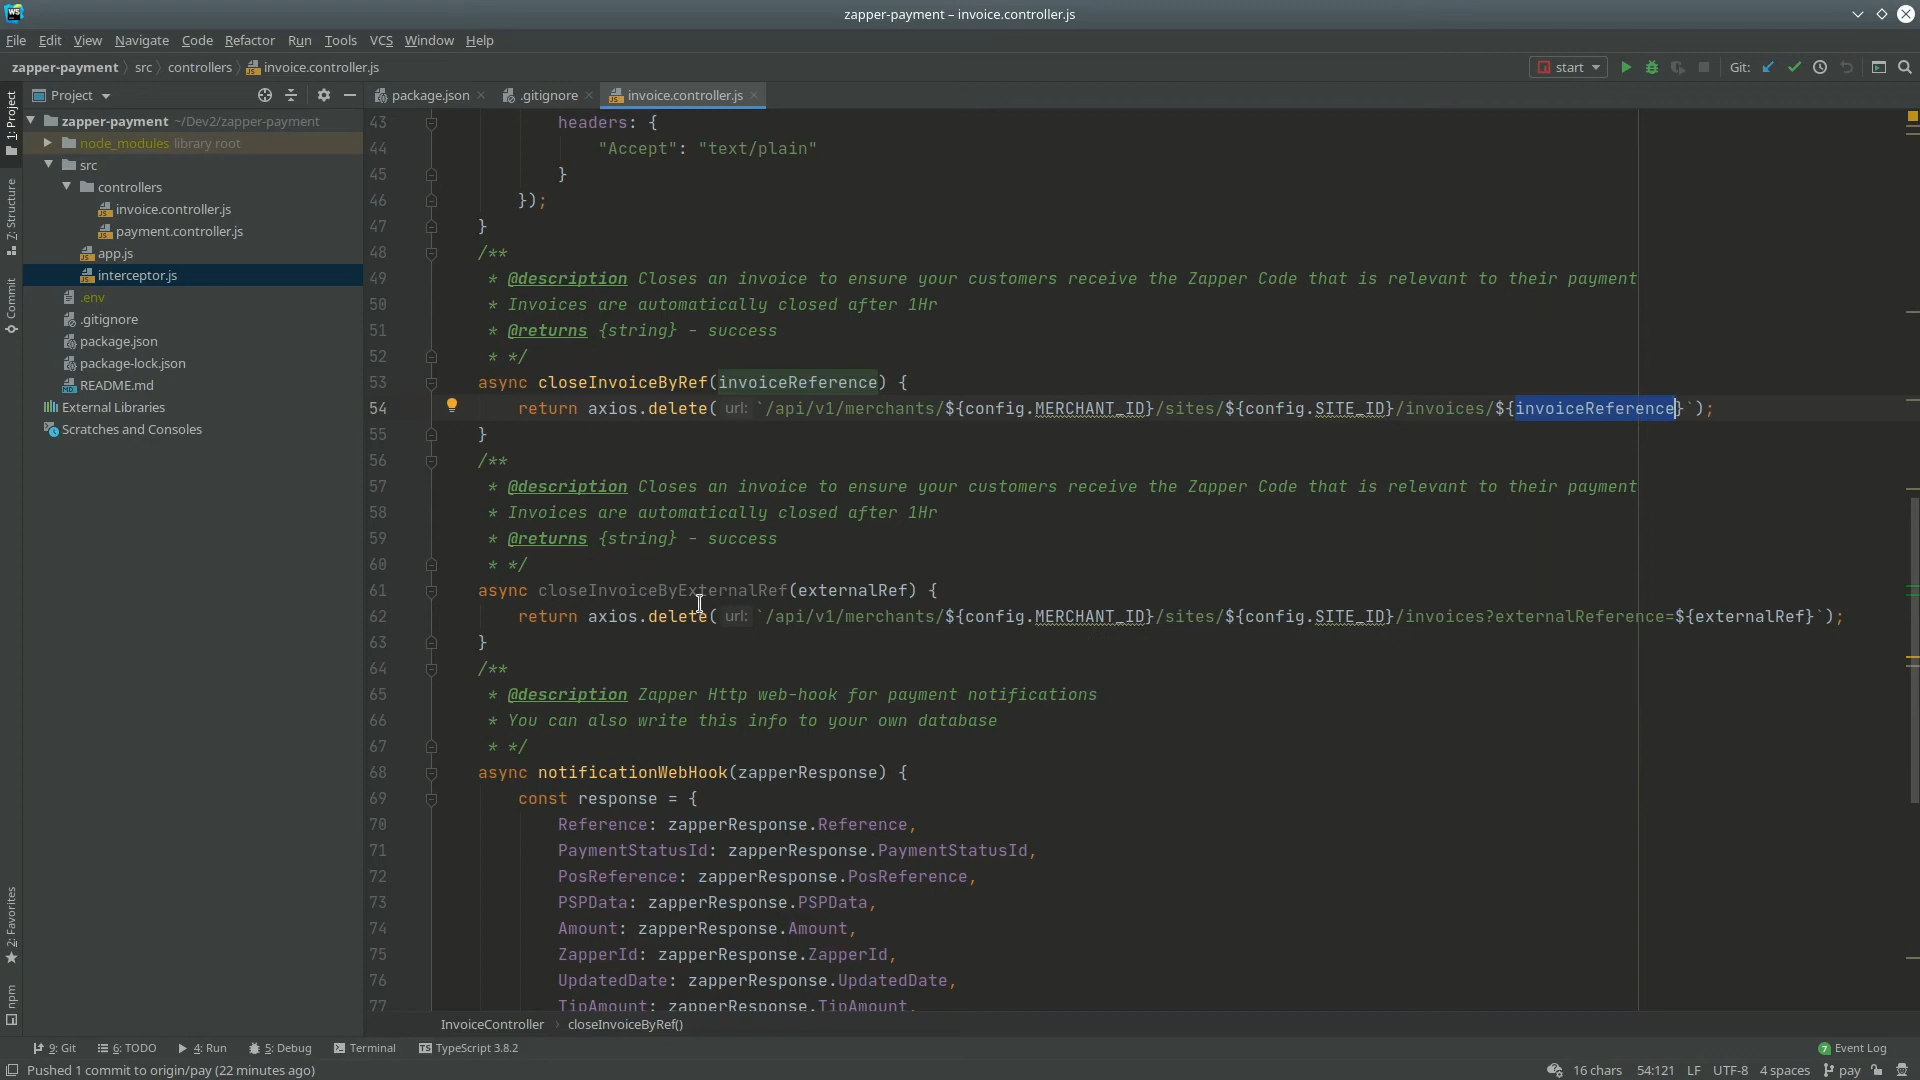 zapper-payment – invoice.controller.js
File Edit View Navigate Code Refactor Run Tools VCS Window Help
zapper-payment src controllers invoice.controller.js
start Git:
Project
package.json .gitignore invoice.controller.js
1: Project
7: Structure
Commit
2: Favorites
npm
zapper-payment ~/Dev2/zapper-payment
node_modules library root
src
controllers
invoice.controller.js
payment.controller.js
app.js
interceptor.js
.env
.gitignore
package.json
package-lock.json
README.md
External Libraries
Scratches and Consoles
43 headers: {
44 "Accept": "text/plain"
45 }
46 });
47 }
48 /**
49 * @description Closes an invoice to ensure your customers receive the Zapper Code that is relevant to their payment
50 * Invoices are automatically closed after 1Hr
51 * @returns {string} - success
52 * */
53 async closeInvoiceByRef(invoiceReference) {
54 return axios.delete( url: `/api/v1/merchants/${config.MERCHANT_ID}/sites/${config.SITE_ID}/invoices/${invoiceReference}`);
55 }
56 /**
57 * @description Closes an invoice to ensure your customers receive the Zapper Code that is relevant to their payment
58 * Invoices are automatically closed after 1Hr
59 * @returns {string} - success
60 * */
61 async closeInvoiceByExternalRef(externalRef) {
62 return axios.delete( url: `/api/v1/merchants/${config.MERCHANT_ID}/sites/${config.SITE_ID}/invoices?externalReference=${externalRef}`);
63 }
64 /**
65 * @description Zapper Http web-hook for payment notifications
66 * You can also write this info to your own database
67 * */
68 async notificationWebHook(zapperResponse) {
69 const response = {
70 Reference: zapperResponse.Reference,
71 PaymentStatusId: zapperResponse.PaymentStatusId,
72 PosReference: zapperResponse.PosReference,
73 PSPData: zapperResponse.PSPData,
74 Amount: zapperResponse.Amount,
75 ZapperId: zapperResponse.ZapperId,
76 UpdatedDate: zapperResponse.UpdatedDate,
77 TipAmount: zapperResponse.TipAmount,
InvoiceController closeInvoiceByRef()
9: Git 6: TODO 4: Run 5: Debug Terminal TypeScript 3.8.2 7 Event Log
Pushed 1 commit to origin/pay (22 minutes ago) 16 chars 54:121 LF UTF-8 4 spaces pay